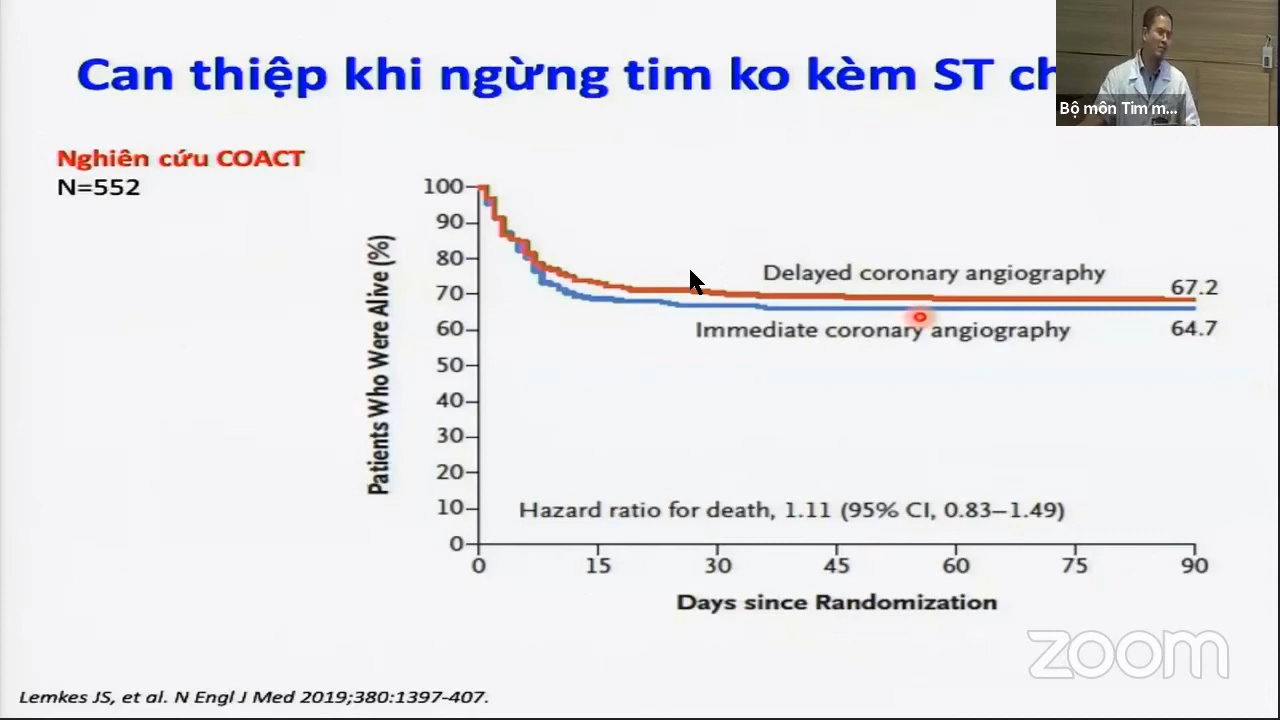 Can thiệp khi ngừng tim ko kèm ST
Bộ môn Tim m...
Nghiên cứu COACT
N=552
Patients Who Were Alive (%)
100
90
80
70
60
50
40
30
20
10
0
Delayed coronary angiography
67.2
Immediate coronary angiography
64.7
Hazard ratio for death, 1.11 (95% CI, 0.83–1.49)
0 15 30 45 60 75 90
Days since Randomization
zoom
Lemkes JS, et al. N Engl J Med 2019;380:1397-407.